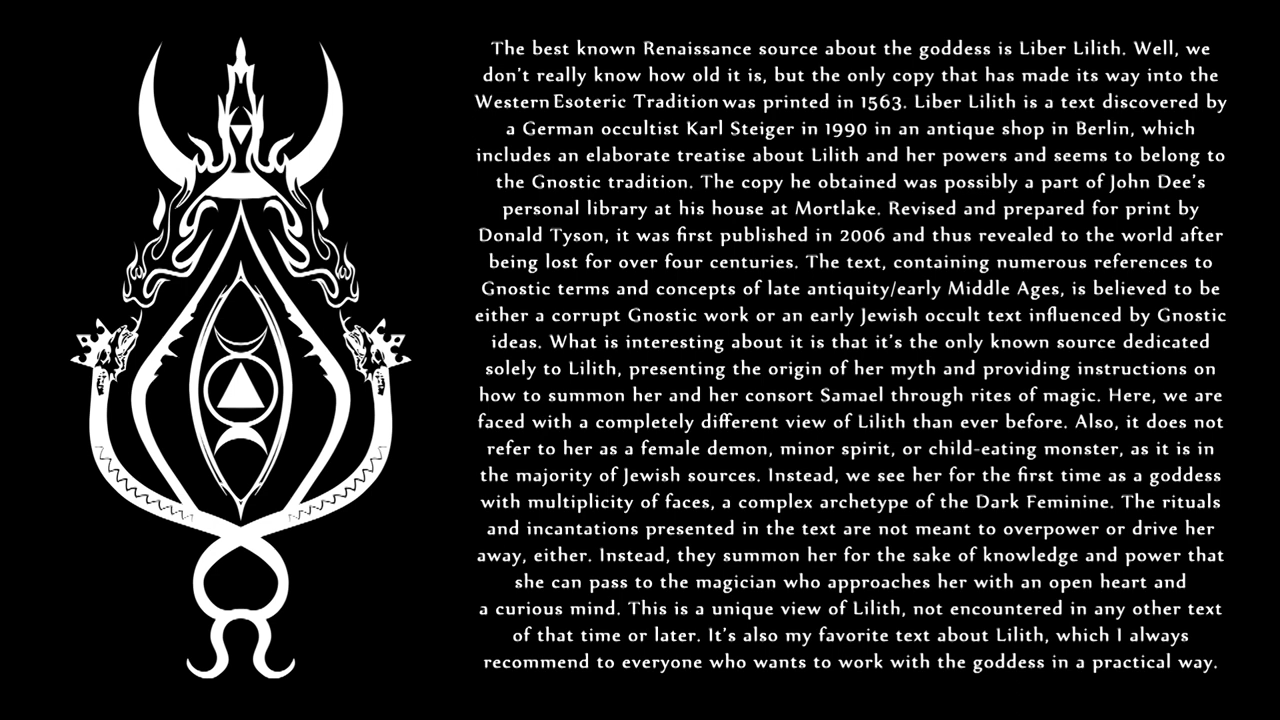 The best known Renaissance source about the goddess is Liber Lilith. Well, we
don't really know how old it is, but the only copy that has made its way into the
Western Esoteric Tradition was printed in 1563. Liber Lilith is a text discovered by
a German occultist Karl Steiger in 1990 in an antique shop in Berlin, which
includes an elaborate treatise about Lilith and her powers and seems to belong to
the Gnostic tradition. The copy he obtained was possibly a part of John Dee's
personal library at his house at Mortlake. Revised and prepared for print by
Donald Tyson, it was first published in 2006 and thus revealed to the world after
being lost for over four centuries. The text, containing numerous references to
Gnostic terms and concepts of late antiquity/early Middle Ages, is believed to be
either a corrupt Gnostic work or an early Jewish occult text influenced by Gnostic
ideas. What is interesting about it is that it's the only known source dedicated
solely to Lilith, presenting the origin of her myth and providing instructions on
how to summon her and her consort Samael through rites of magic. Here, we are
faced with a completely different view of Lilith than ever before. Also, it does not
refer to her as a female demon, minor spirit, or child-eating monster, as it is in
the majority of Jewish sources. Instead, we see her for the first time as a goddess
with multiplicity of faces, a complex archetype of the Dark Feminine. The rituals
and incantations presented in the text are not meant to overpower or drive her
away, either. Instead, they summon her for the sake of knowledge and power that
she can pass to the magician who approaches her with an open heart and
a curious mind. This is a unique view of Lilith, not encountered in any other text
of that time or later. It's also my favorite text about Lilith, which I always
recommend to everyone who wants to work with the goddess in a practical way.